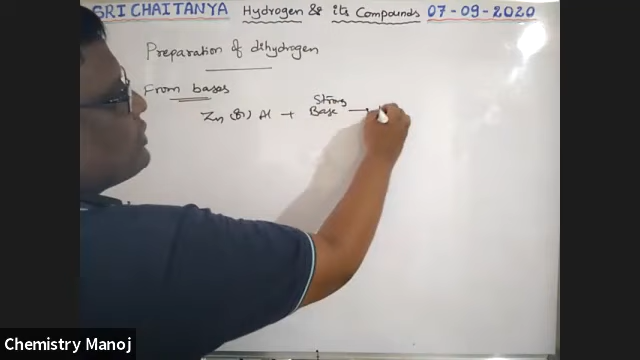 SRI CHAITANYA Hydrogen & its Compounds 07-09-2020
Preparation of dihydrogen
From bases
Strong
Zn (or) Al + Base →
Chemistry Manoj